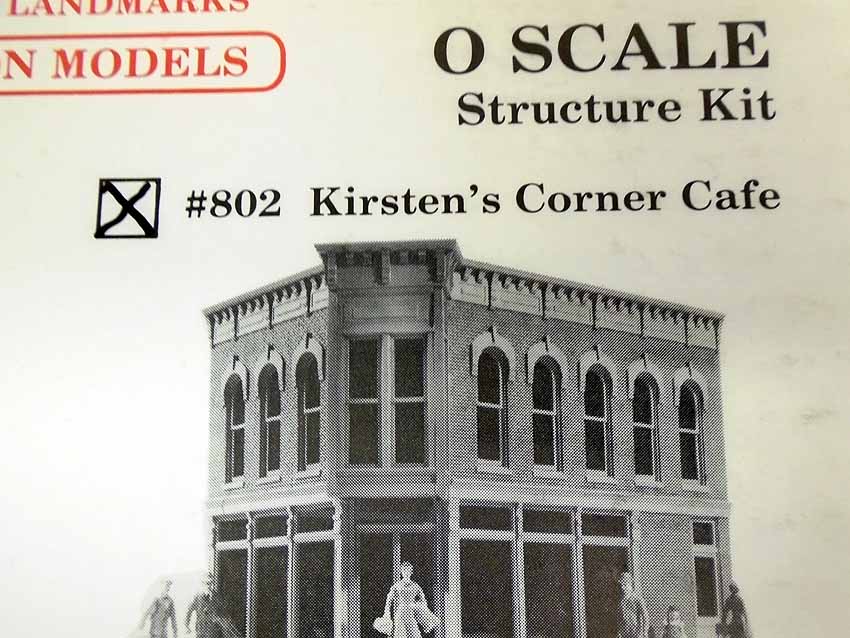 LANDMARKS
MODELS
O SCALE
Structure Kit
#802 Kirsten's Corner Cafe